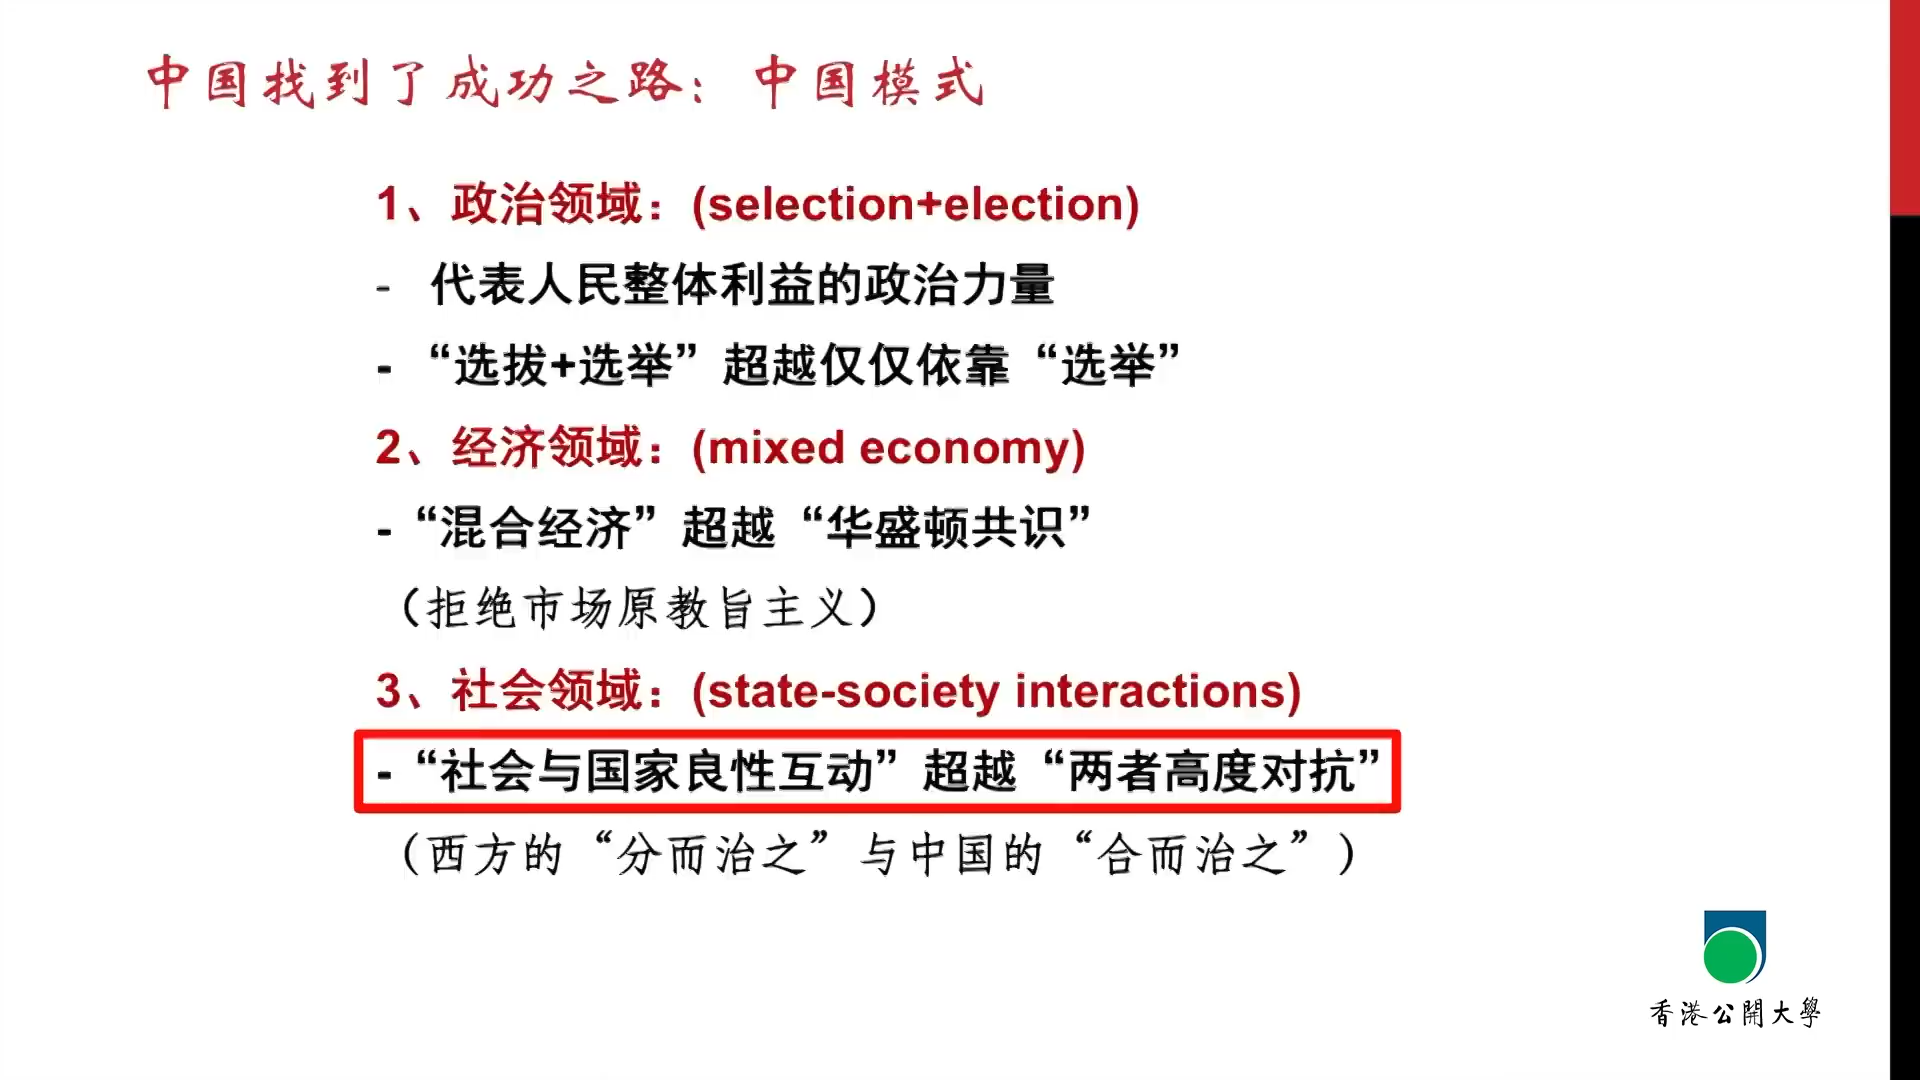 中国找到了成功之路：中国模式
1、政治领域：(selection+election)
- 代表人民整体利益的政治力量
- “选拔+选举”超越仅仅依靠“选举”
2、经济领域：(mixed economy)
-“混合经济”超越“华盛顿共识”
（拒绝市场原教旨主义）
3、社会领域：(state-society interactions)
-“社会与国家良性互动”超越“两者高度对抗”
（西方的“分而治之”与中国的“合而治之”）
香港公開大學